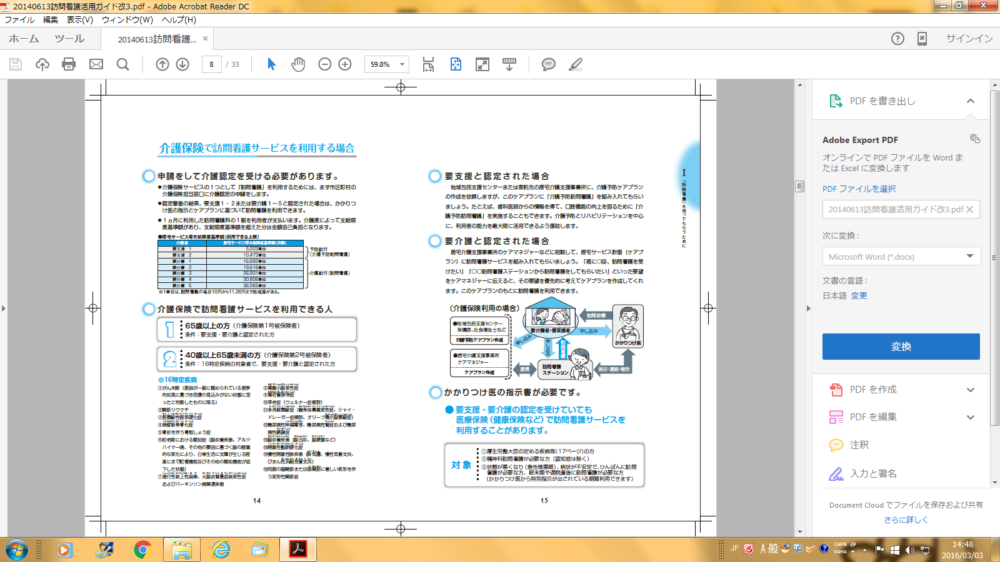 20140613訪問看護活用ガイド改3.pdf - Adobe Acrobat Reader DC
ファイル 編集 表示(V) ウィンドウ(W) ヘルプ(H)
ホーム ツール 20140613訪問看護... × サインイン
8 / 33 59.8%
介護保険で訪問看護サービスを利用する場合
申請をして介護認定を受ける必要があります。
●介護保険サービスの1つとして「訪問看護」を利用するためには、まず市区町村の
介護保険担当窓口に介護認定の申請をします。
●認定審査の結果、要支援1・2または要介護1～5と認定された場合は、かかりつ
け医の指示とケアプランに基づいて訪問看護を利用できます。
●1ヵ月に利用した訪問看護料の1割を利用者が支払います。介護度によって支給限
度基準額があり、支給限度基準額を超えた分は全額自己負担となります。
●居宅サービス等支給限度基準額(利用できる上限)
介護度 居宅サービス等支給限度基準額(月額)
要支援 1 5,003単位
要支援 2 10,473単位
要介護 1 16,692単位
要介護 2 19,616単位
要介護 3 26,931単位
要介護 4 30,806単位
要介護 5 36,065単位
予防給付
(介護予防訪問看護)
介護給付(訪問看護)
※1単位は、訪問看護の場合10円から11.26円まで地域差がある。
介護保険で訪問看護サービスを利用できる人
1 65歳以上の方(介護保険第1号被保険者)
条件:要支援・要介護と認定された方
2 40歳以上65歳未満の方(介護保険第2号被保険者)
条件:16特定疾病の対象者で、要支援・要介護と認定された方
●16特定疾病
①がん末期(医師が一般に認められている医学
的知見に基づき回復の見込みがない状態に至
ったと判断したものに限る)
②関節リウマチ
③筋萎縮性側索硬化症
④後縦靱帯骨化症
⑤骨折を伴う骨粗しょう症
⑥初老期における認知症(脳血管疾患、アルツ
ハイマー病、その他の要因に基づく脳の器質
的な変化により、日常生活に支障が生じる程
度にまで記憶機能及びその他の認知機能が低
下した状態)
⑦進行性核上性麻痺、大脳皮質基底核変性症
およびパーキンソン病関連疾患
⑧脊髄小脳変性症
⑨脊柱管狭窄症
⑩早老症(ウェルナー症候群)
⑪多系統萎縮症(線条体黒質変性症、シャイ・
ドレーガー症候群、オリーブ橋小脳萎縮症)
⑫糖尿病性神経障害、糖尿病性腎症および糖尿
病性網膜症
⑬脳血管疾患(脳出血、脳梗塞など)
⑭閉塞性動脈硬化症
⑮慢性閉塞性肺疾患(肺気腫、慢性気管支炎、
びまん性汎細気管支炎)
⑯両側の膝関節または股関節に著しい変形を伴
う変形性関節症
14
要支援と認定された場合
地域包括支援センターまたは委託先の居宅介護支援事業所に、介護予防ケアプラン
の作成を依頼しますが、このケアプランに「介護予防訪問看護」を組み入れてもらい
ましょう。たとえば、歯科医師からの情報を得て、口腔機能の向上を図るために「介
護予防訪問看護」を実施することもできます。介護予防とリハビリテーションを中心
に、利用者の能力を最大限に活用できるよう援助します。
要介護と認定された場合
居宅介護支援事業所のケアマネジャーなどに相談して、居宅サービス計画(ケアプ
ラン)に訪問看護サービスを組み入れてもらいましょう。「週に○回、訪問看護を受
けたい」「○○訪問看護ステーションから訪問看護をしてもらいたい」といった要望
をケアマネジャーに伝えると、その要望を優先的に考えてケアプランを作成してくれ
ます。このケアプランのもとに訪問看護を利用できます。
(介護保険利用の場合)
●地域包括支援センター
保健師、社会福祉士など
介護予防ケアプラン作成
●居宅介護支援事業所
ケアマネジャー
ケアプラン作成
要介護者・要支援者
訪問診療
申し込み
かかりつけ医
申し込み
申し込み
訪問看護
訪問看護
ステーション
連携
指示・連絡・報告
かかりつけ医の指示書が必要です。
●要支援・要介護の認定を受けていても
医療保険(健康保険など)で訪問看護サービスを
利用することがあります。
対象
①厚生労働大臣の定める疾病等(17ページ)の方
②精神科訪問看護が必要な方(認知症は除く)
③状態が悪くなり(急性増悪期)、病状が不安定で、ひんぱんに訪問
看護が必要な方、終末期や退院直後に訪問看護が必要な方
(かかりつけ医から特別指示が出されている期間利用できます)
15
I
「訪問看護」を知ってもらうために
PDF を書き出し
Adobe Export PDF
オンラインで PDF ファイルを Word ま
たは Excel に変換します
PDF ファイルを選択
20140613訪問看護活用ガイド改3.pdf ×
次に変換 :
Microsoft Word (*.docx)
文書の言語 :
日本語 変更
変換
PDF を作成
PDF を編集
注釈
入力と署名
Document Cloud でファイルを保存および共有
さらに詳しく
JP A 般 CAPS KANA
14:48
2016/03/03